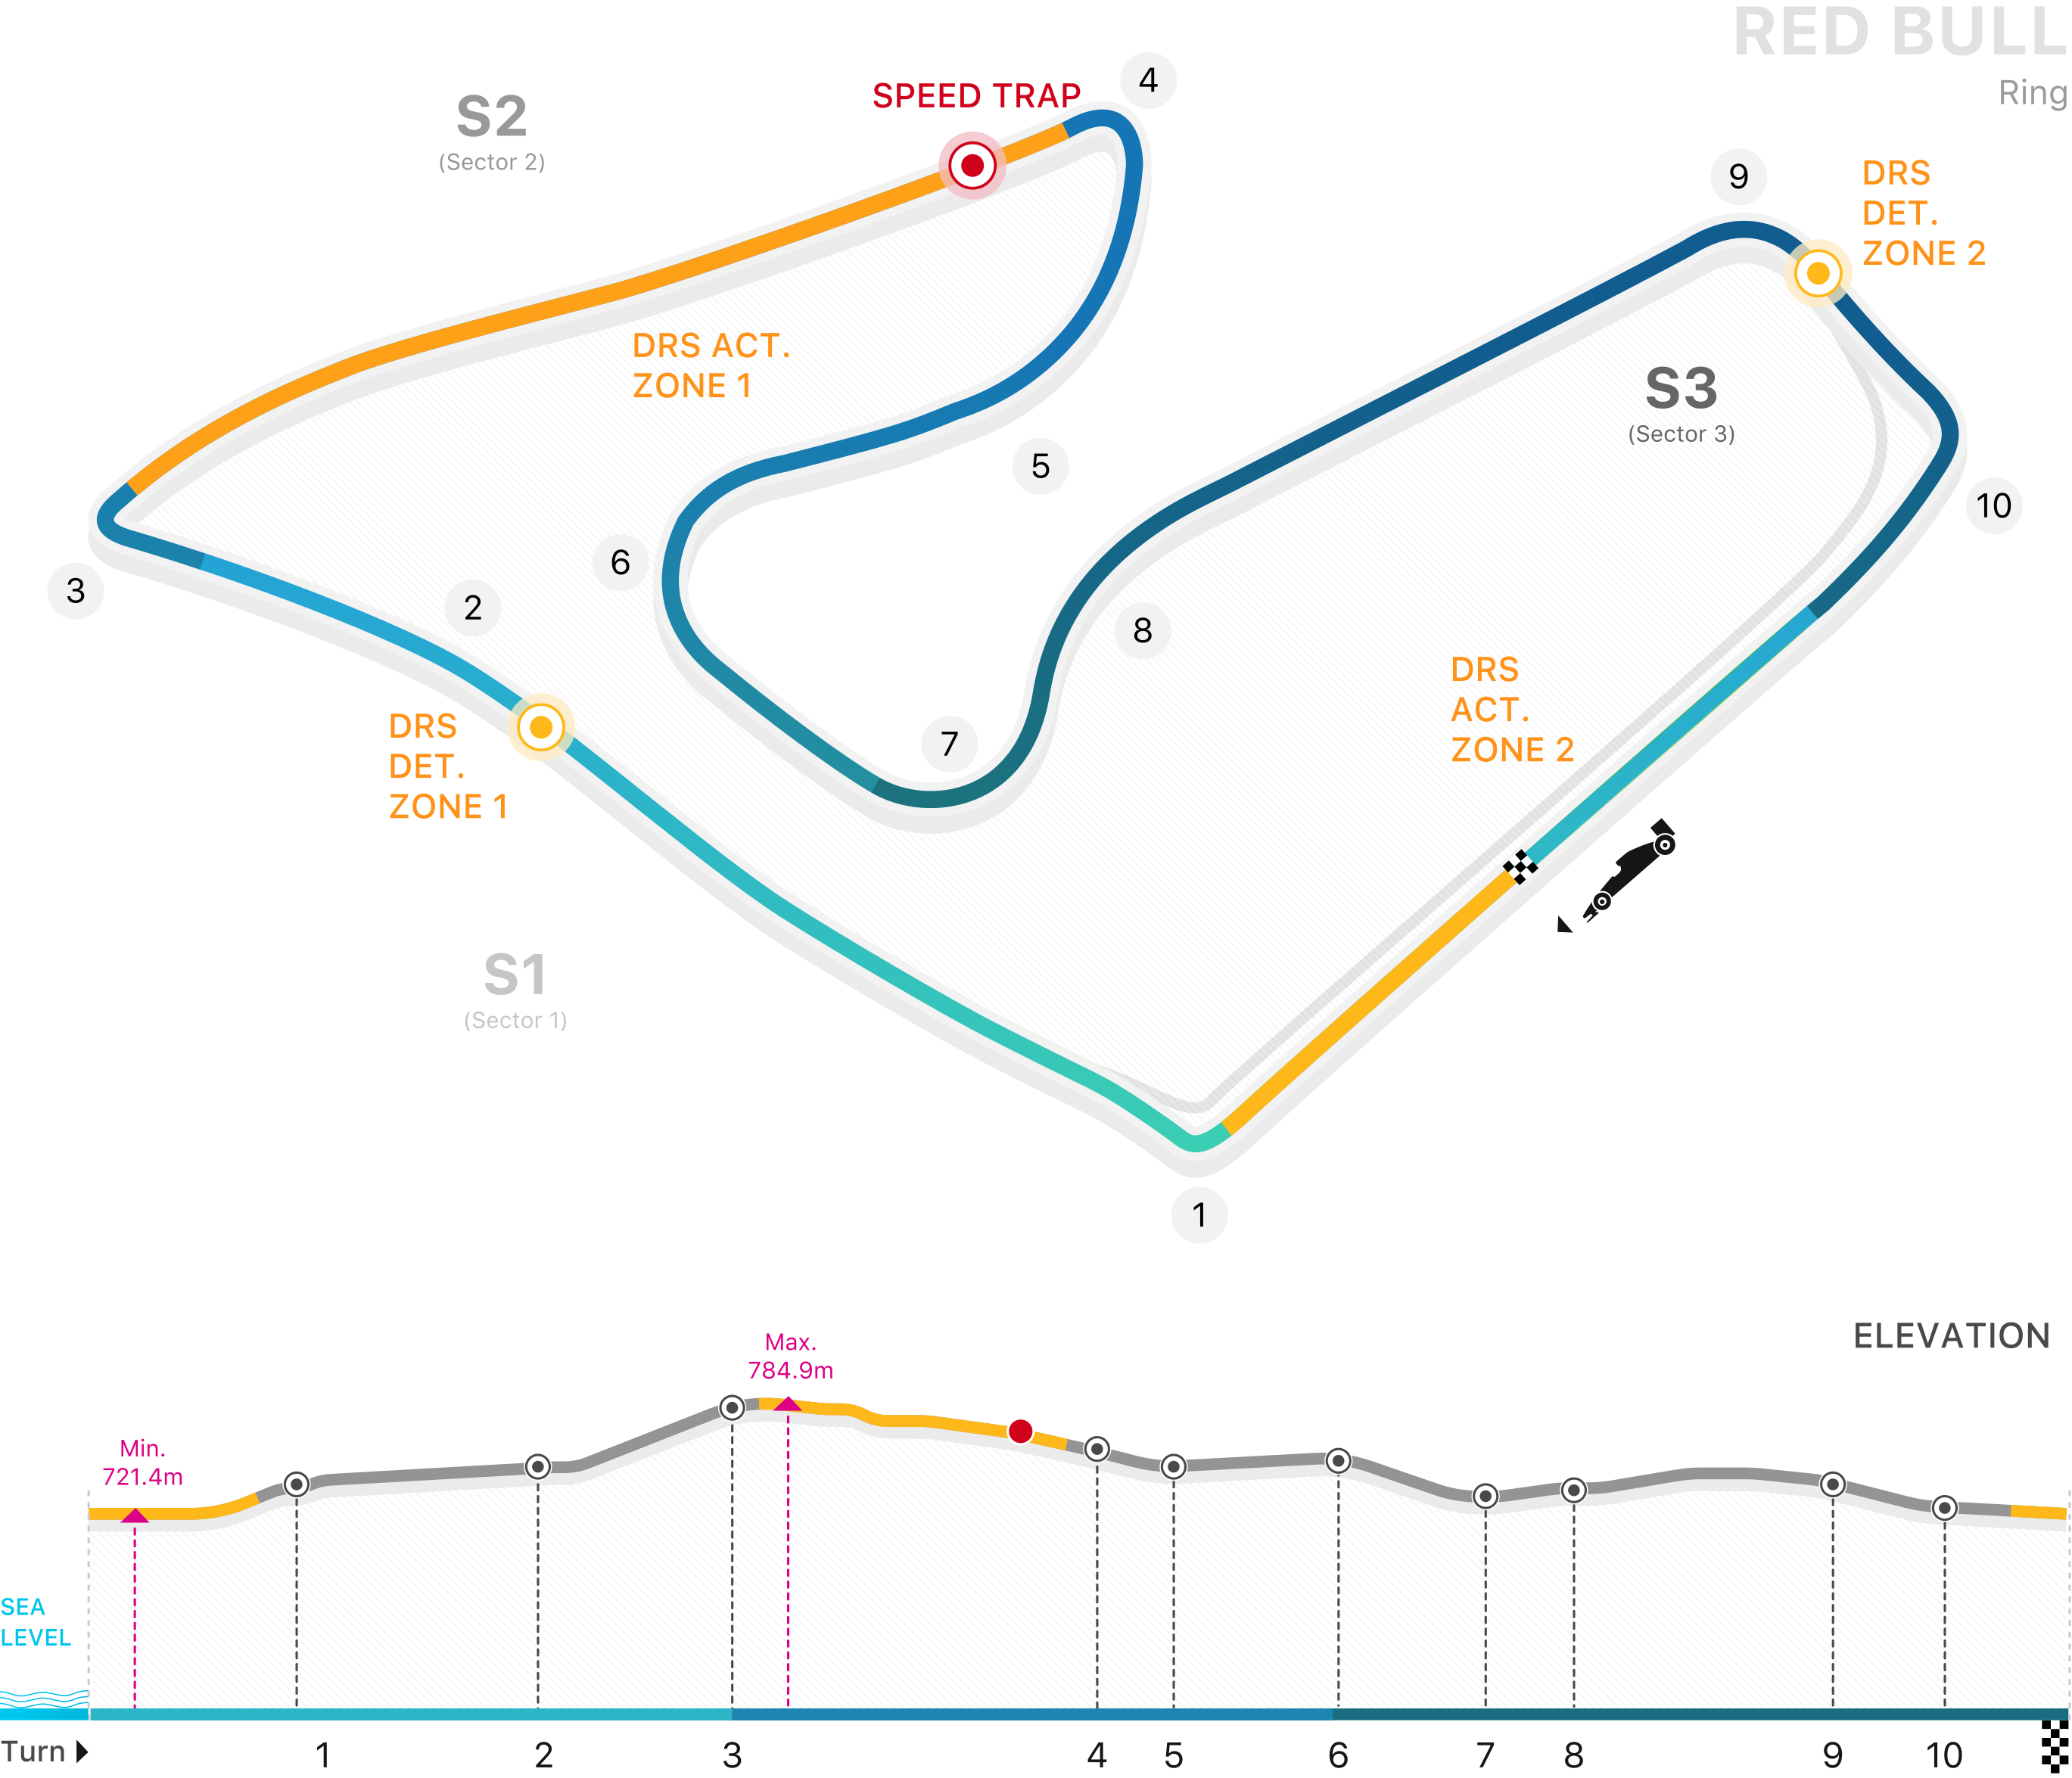 RED BULL
Ring
SPEED TRAP
4
S2
(Sector 2)
9
DRS
DET.
ZONE 2
DRS ACT.
ZONE 1
S3
(Sector 3)
5
10
6
3
2
8
DRS
ACT.
ZONE 2
DRS
DET.
ZONE 1
7
S1
(Sector 1)
1
ELEVATION
Max.
784.9m
Min.
721.4m
SEA
LEVEL
Turn 1 2 3 4 5 6 7 8 9 10